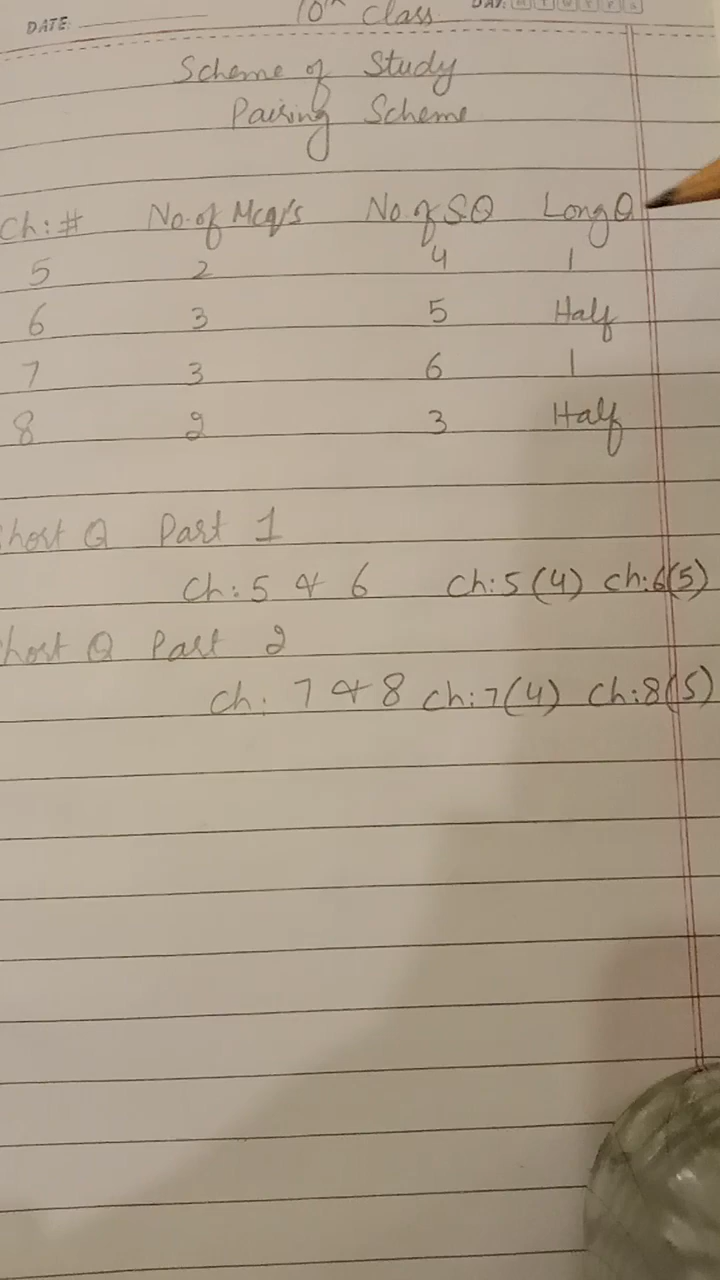 DATE:
10th Class
DAY: M T W T F S
Scheme of Study
Pairing Scheme
Ch:# No. of Mcq's No. of S.Q Long Q
5 2 4 1
6 3 5 Half
7 3 6 1
8 2 3 Half
hort Q Part 1
Ch: 5 & 6 Ch:5(4) Ch:6(5)
hort Q Part 2
Ch: 7 & 8 Ch:7(4) Ch:8(5)